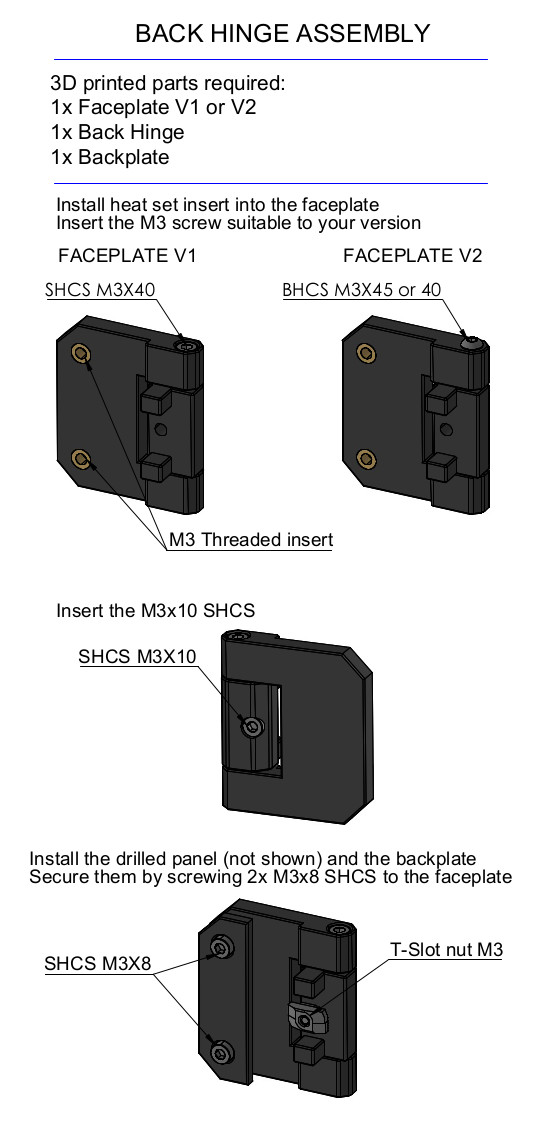 BACK HINGE ASSEMBLY
3D printed parts required:
1x Faceplate V1 or V2
1x Back Hinge
1x Backplate
Install heat set insert into the faceplate
Insert the M3 screw suitable to your version
FACEPLATE V1
FACEPLATE V2
SHCS M3X40
BHCS M3X45 or 40
M3 Threaded insert
Insert the M3x10 SHCS
SHCS M3X10
Install the drilled panel (not shown) and the backplate
Secure them by screwing 2x M3x8 SHCS to the faceplate
T-Slot nut M3
SHCS M3X8